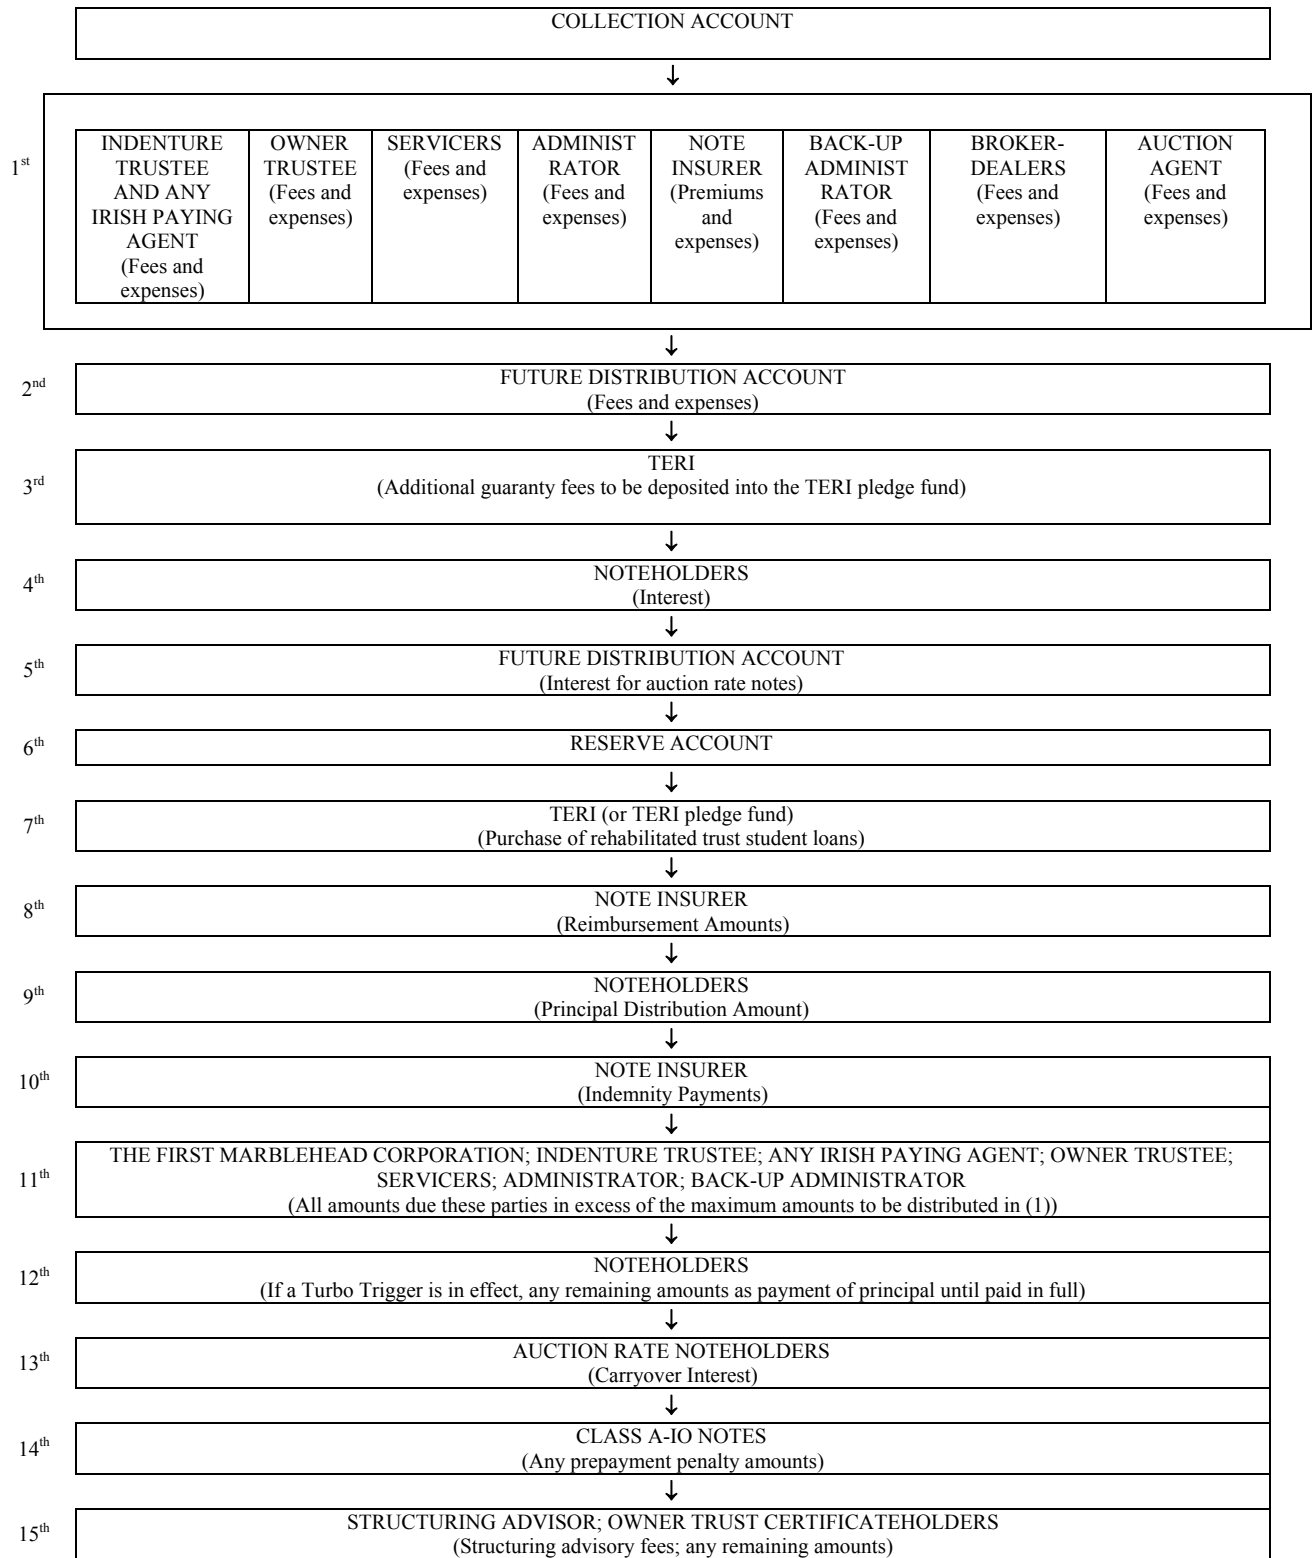 COLLECTION ACCOUNT
↓
1st
INDENTURE
TRUSTEE
AND ANY
IRISH PAYING
AGENT
(Fees and
expenses)
OWNER
TRUSTEE
(Fees and
expenses)
SERVICERS
(Fees and
expenses)
ADMINIST
RATOR
(Fees and
expenses)
NOTE
INSURER
(Premiums
and
expenses)
BACK-UP
ADMINIST
RATOR
(Fees and
expenses)
BROKER-
DEALERS
(Fees and
expenses)
AUCTION
AGENT
(Fees and
expenses)
↓
2nd
FUTURE DISTRIBUTION ACCOUNT
(Fees and expenses)
↓
3rd
TERI
(Additional guaranty fees to be deposited into the TERI pledge fund)
↓
4th
NOTEHOLDERS
(Interest)
↓
5th
FUTURE DISTRIBUTION ACCOUNT
(Interest for auction rate notes)
↓
6th
RESERVE ACCOUNT
↓
7th
TERI (or TERI pledge fund)
(Purchase of rehabilitated trust student loans)
↓
8th
NOTE INSURER
(Reimbursement Amounts)
↓
9th
NOTEHOLDERS
(Principal Distribution Amount)
↓
10th
NOTE INSURER
(Indemnity Payments)
↓
11th
THE FIRST MARBLEHEAD CORPORATION; INDENTURE TRUSTEE; ANY IRISH PAYING AGENT; OWNER TRUSTEE;
SERVICERS; ADMINISTRATOR; BACK-UP ADMINISTRATOR
(All amounts due these parties in excess of the maximum amounts to be distributed in (1))
↓
12th
NOTEHOLDERS
(If a Turbo Trigger is in effect, any remaining amounts as payment of principal until paid in full)
↓
13th
AUCTION RATE NOTEHOLDERS
(Carryover Interest)
↓
14th
CLASS A-IO NOTES
(Any prepayment penalty amounts)
↓
15th
STRUCTURING ADVISOR; OWNER TRUST CERTIFICATEHOLDERS
(Structuring advisory fees; any remaining amounts)